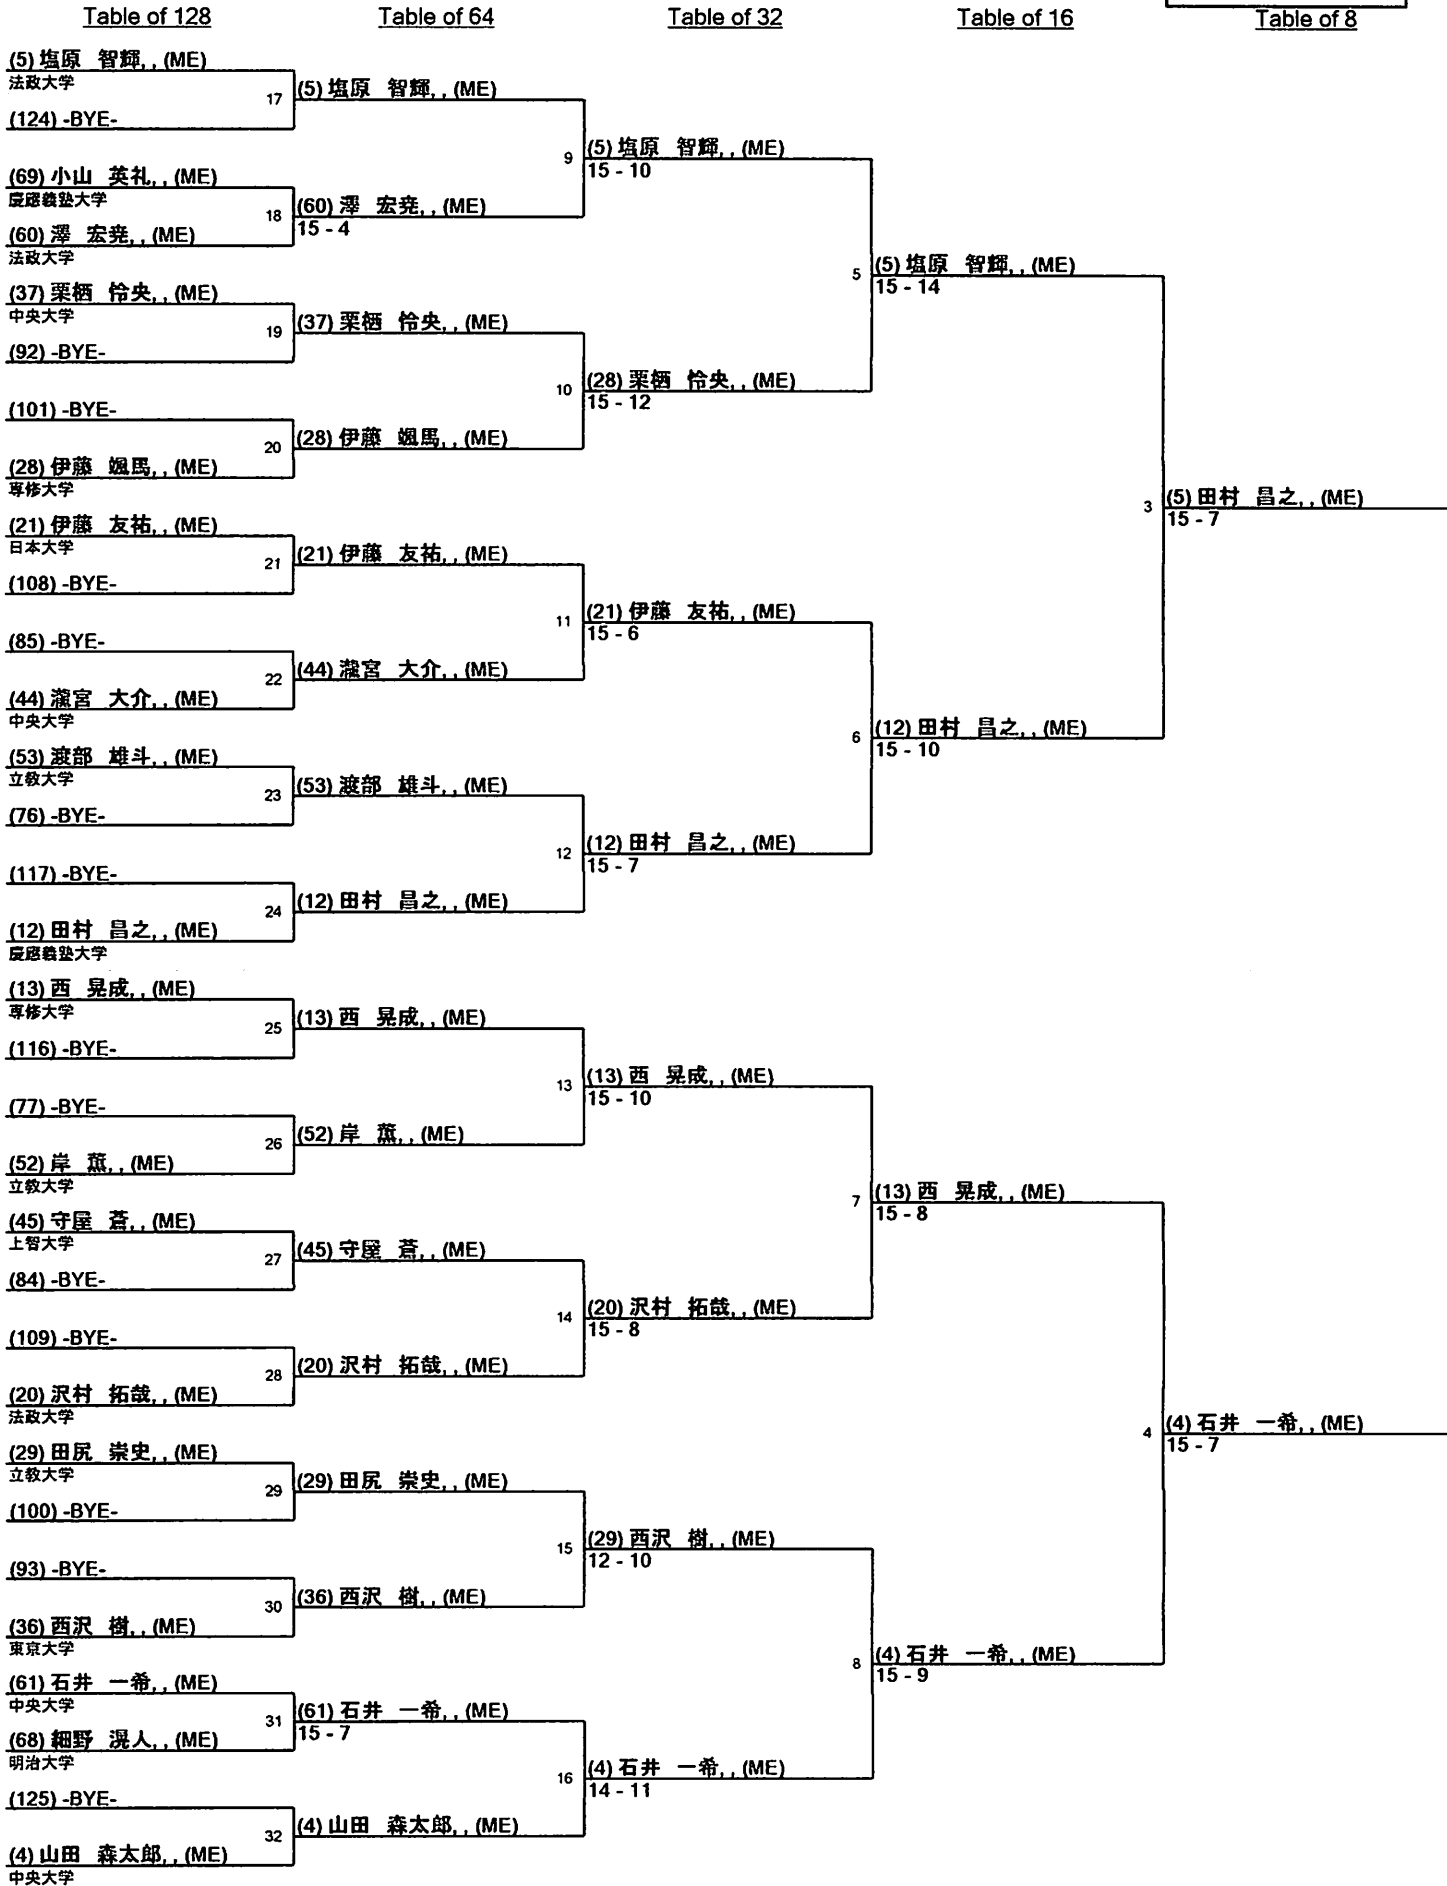 Table of 128
Table of 64
Table of 32
Table of 16
Table of 8
(5) 塩原 智輝, , (ME)
法政大学
(124) -BYE-
(69) 小山 英礼, , (ME)
慶應義塾大学
(60) 澤 宏尭, , (ME)
法政大学
(37) 栗栖 怜央, , (ME)
中央大学
(92) -BYE-
(101) -BYE-
(28) 伊藤 颯馬, , (ME)
専修大学
(21) 伊藤 友祐, , (ME)
日本大学
(108) -BYE-
(85) -BYE-
(44) 瀧宮 大介, , (ME)
中央大学
(53) 渡部 雄斗, , (ME)
立教大学
(76) -BYE-
(117) -BYE-
(12) 田村 昌之, , (ME)
慶應義塾大学
(13) 西 晃成, , (ME)
専修大学
(116) -BYE-
(77) -BYE-
(52) 岸 薫, , (ME)
立教大学
(45) 守屋 蒼, , (ME)
上智大学
(84) -BYE-
(109) -BYE-
(20) 沢村 拓哉, , (ME)
法政大学
(29) 田尻 崇史, , (ME)
立教大学
(100) -BYE-
(93) -BYE-
(36) 西沢 樹, , (ME)
東京大学
(61) 石井 一希, , (ME)
中央大学
(68) 細野 滉人, , (ME)
明治大学
(125) -BYE-
(4) 山田 森太郎, , (ME)
中央大学
17 (5) 塩原 智輝, , (ME)
18 (60) 澤 宏尭, , (ME)
15 - 4
19 (37) 栗栖 怜央, , (ME)
20 (28) 伊藤 颯馬, , (ME)
21 (21) 伊藤 友祐, , (ME)
22 (44) 瀧宮 大介, , (ME)
23 (53) 渡部 雄斗, , (ME)
24 (12) 田村 昌之, , (ME)
25 (13) 西 晃成, , (ME)
26 (52) 岸 薫, , (ME)
27 (45) 守屋 蒼, , (ME)
28 (20) 沢村 拓哉, , (ME)
29 (29) 田尻 崇史, , (ME)
30 (36) 西沢 樹, , (ME)
31 (61) 石井 一希, , (ME)
15 - 7
32 (4) 山田 森太郎, , (ME)
9 (5) 塩原 智輝, , (ME)
15 - 10
10 (28) 栗栖 怜央, , (ME)
15 - 12
11 (21) 伊藤 友祐, , (ME)
15 - 6
12 (12) 田村 昌之, , (ME)
15 - 7
13 (13) 西 晃成, , (ME)
15 - 10
14 (20) 沢村 拓哉, , (ME)
15 - 8
15 (29) 西沢 樹, , (ME)
12 - 10
16 (4) 石井 一希, , (ME)
14 - 11
5 (5) 塩原 智輝, , (ME)
15 - 14
6 (12) 田村 昌之, , (ME)
15 - 10
7 (13) 西 晃成, , (ME)
15 - 8
8 (4) 石井 一希, , (ME)
15 - 9
3 (5) 田村 昌之, , (ME)
15 - 7
4 (4) 石井 一希, , (ME)
15 - 7